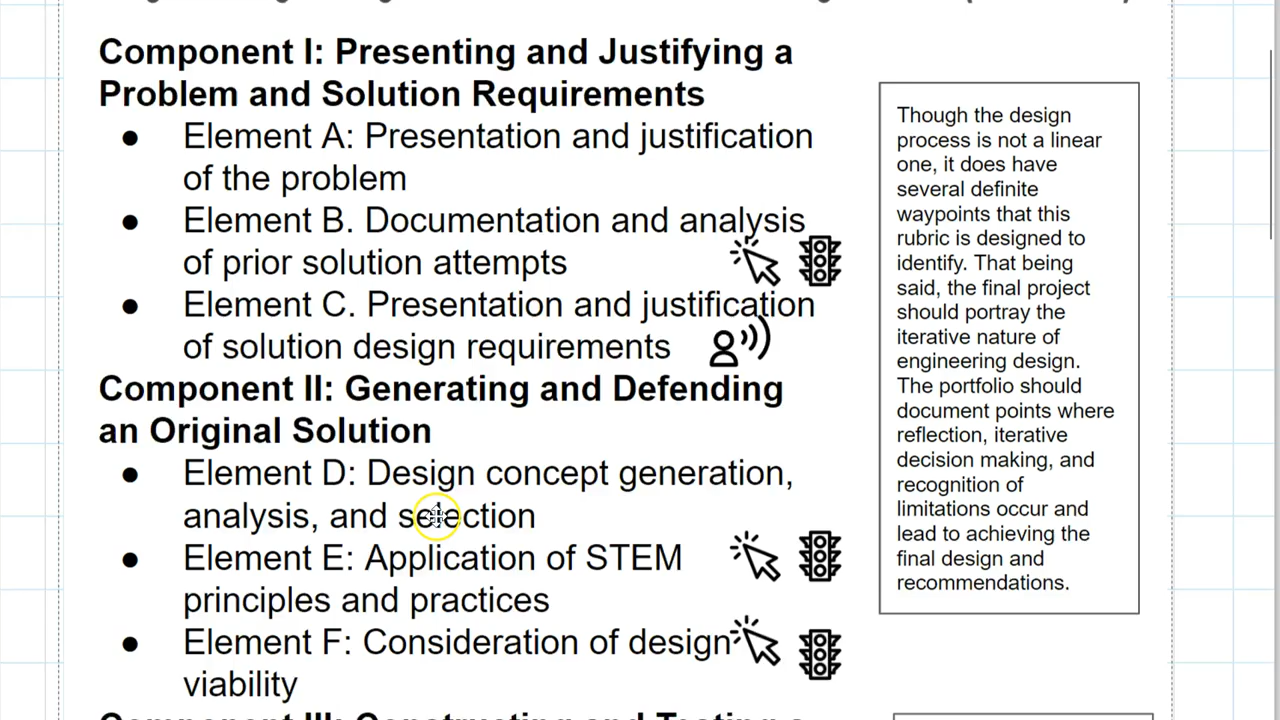 Component I: Presenting and Justifying a
Problem and Solution Requirements
● Element A: Presentation and justification
of the problem
● Element B. Documentation and analysis
of prior solution attempts
● Element C. Presentation and justification
of solution design requirements
Component II: Generating and Defending
an Original Solution
● Element D: Design concept generation,
analysis, and selection
● Element E: Application of STEM
principles and practices
● Element F: Consideration of design
viability
Component III: Constructing and Testing a
Though the design
process is not a linear
one, it does have
several definite
waypoints that this
rubric is designed to
identify. That being
said, the final project
should portray the
iterative nature of
engineering design.
The portfolio should
document points where
reflection, iterative
decision making, and
recognition of
limitations occur and
lead to achieving the
final design and
recommendations.